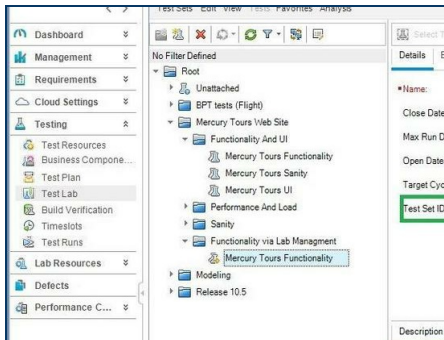 Test Sets Edit View Tests Favorites Analysis
Dashboard
Management
Requirements
Cloud Settings
Testing
Test Resources
Business Compone...
Test Plan
Test Lab
Build Verification
Timeslots
Test Runs
Lab Resources
Defects
Performance C...
No Filter Defined
Root
Unattached
BPT tests (Flight)
Mercury Tours Web Site
Functionality And UI
Mercury Tours Functionality
Mercury Tours Sanity
Mercury Tours UI
Performance And Load
Sanity
Functionality via Lab Managment
Mercury Tours Functionality
Modeling
Release 10.5
Select T
Details E
*Name:
Close Date
Max Run D
Open Date
Target Cyc
Test Set ID
Description